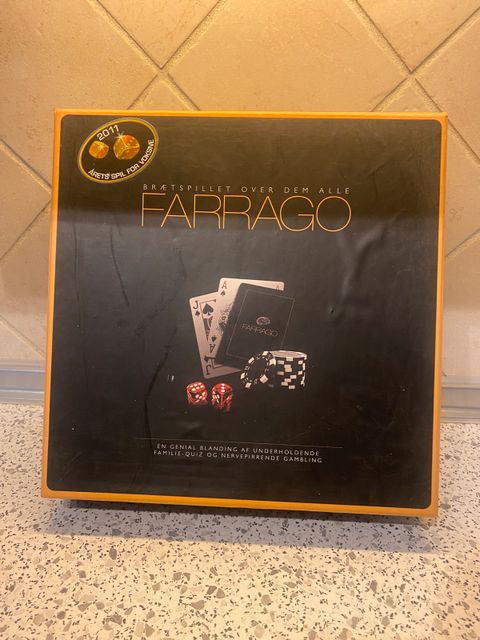 2011
ÅRETS SPIL FOR VOKSNE
BRÆTSPILLET OVER DEM ALLE
FARRAGO
A
J
A
FARRAGO
EN GENIAL BLANDING AF UNDERHOLDENDE
FAMILIE-QUIZ OG NERVEPIRRENDE GAMBLING